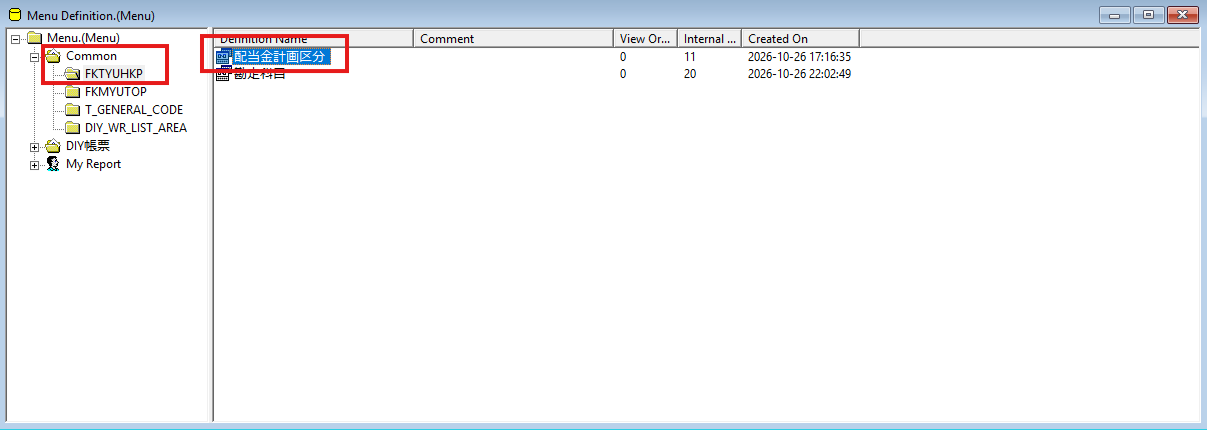 Menu Definition.(Menu)
Menu.(Menu)
Common
FKTYUHKP
FKMYUTOP
T_GENERAL_CODE
DIY_WR_LIST_AREA
DIY帳票
My Report
Definition Name Comment View Or... Internal ... Created On
配当金計画区分 0 11 2026-10-26 17:16:35
勘定科目 0 20 2026-10-26 22:02:49